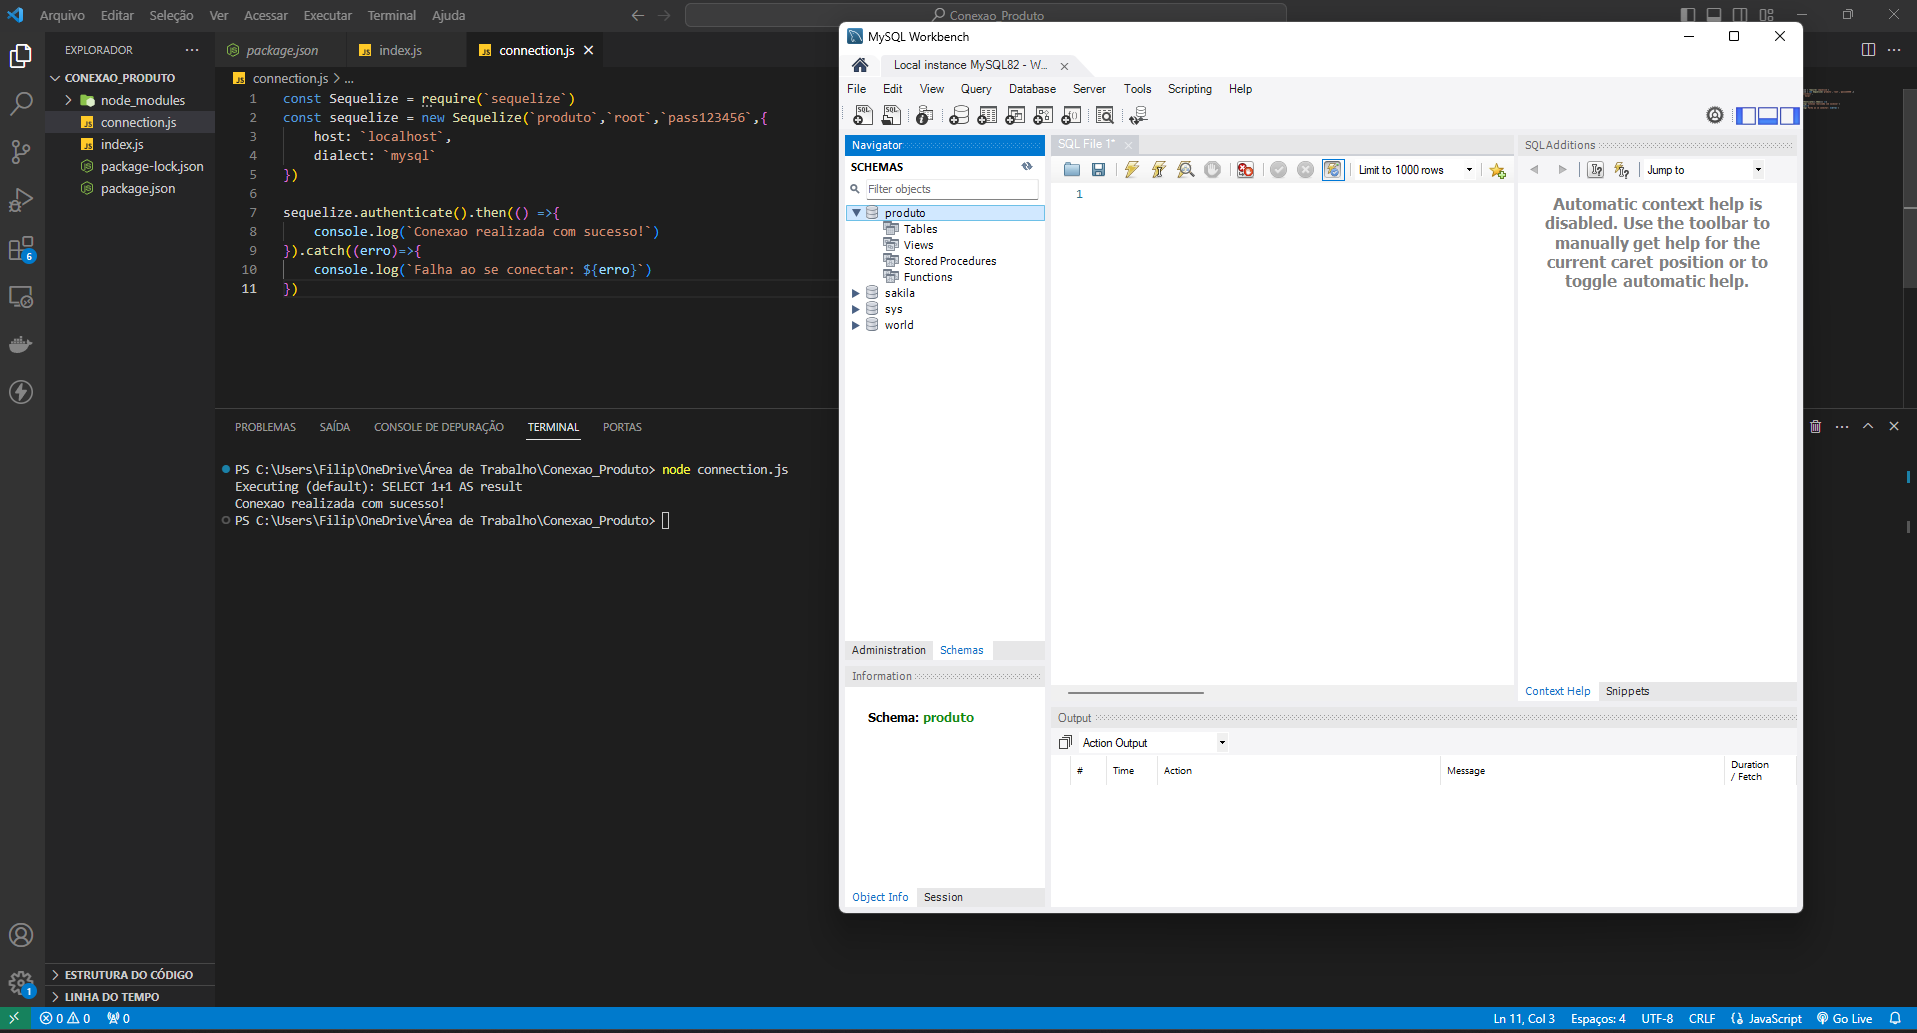 Arquivo Editar Seleção Ver Acessar Executar Terminal Ajuda
Conexao_Produto
EXPLORADOR
CONEXAO_PRODUTO
node_modules
connection.js
index.js
package-lock.json
package.json
ESTRUTURA DO CÓDIGO
LINHA DO TEMPO
package.json index.js connection.js
connection.js > ...
1 const Sequelize = require(`sequelize`)
2 const sequelize = new Sequelize(`produto`,`root`,`pass123456`,{
3 host: `localhost`,
4 dialect: `mysql`
5 })
6
7 sequelize.authenticate().then(() =>{
8 console.log(`Conexao realizada com sucesso!`)
9 }).catch((erro)=>{
10 console.log(`Falha ao se conectar: ${erro}`)
11 })
PROBLEMAS SAÍDA CONSOLE DE DEPURAÇÃO TERMINAL PORTAS
PS C:\Users\Filip\OneDrive\Área de Trabalho\Conexao_Produto> node connection.js
Executing (default): SELECT 1+1 AS result
Conexao realizada com sucesso!
PS C:\Users\Filip\OneDrive\Área de Trabalho\Conexao_Produto>
MySQL Workbench
Local instance MySQL82 - W...
File Edit View Query Database Server Tools Scripting Help
Navigator
SCHEMAS
Filter objects
produto
Tables
Views
Stored Procedures
Functions
sakila
sys
world
Administration Schemas
Information
Schema: produto
Object Info Session
SQL File 1*
Limit to 1000 rows
1
SQLAdditions
Jump to
Automatic context help is
disabled. Use the toolbar to
manually get help for the
current caret position or to
toggle automatic help.
Context Help Snippets
Output
Action Output
# Time Action Message Duration / Fetch
6
1
0 0 0
Ln 11, Col 3 Espaços: 4 UTF-8 CRLF JavaScript Go Live